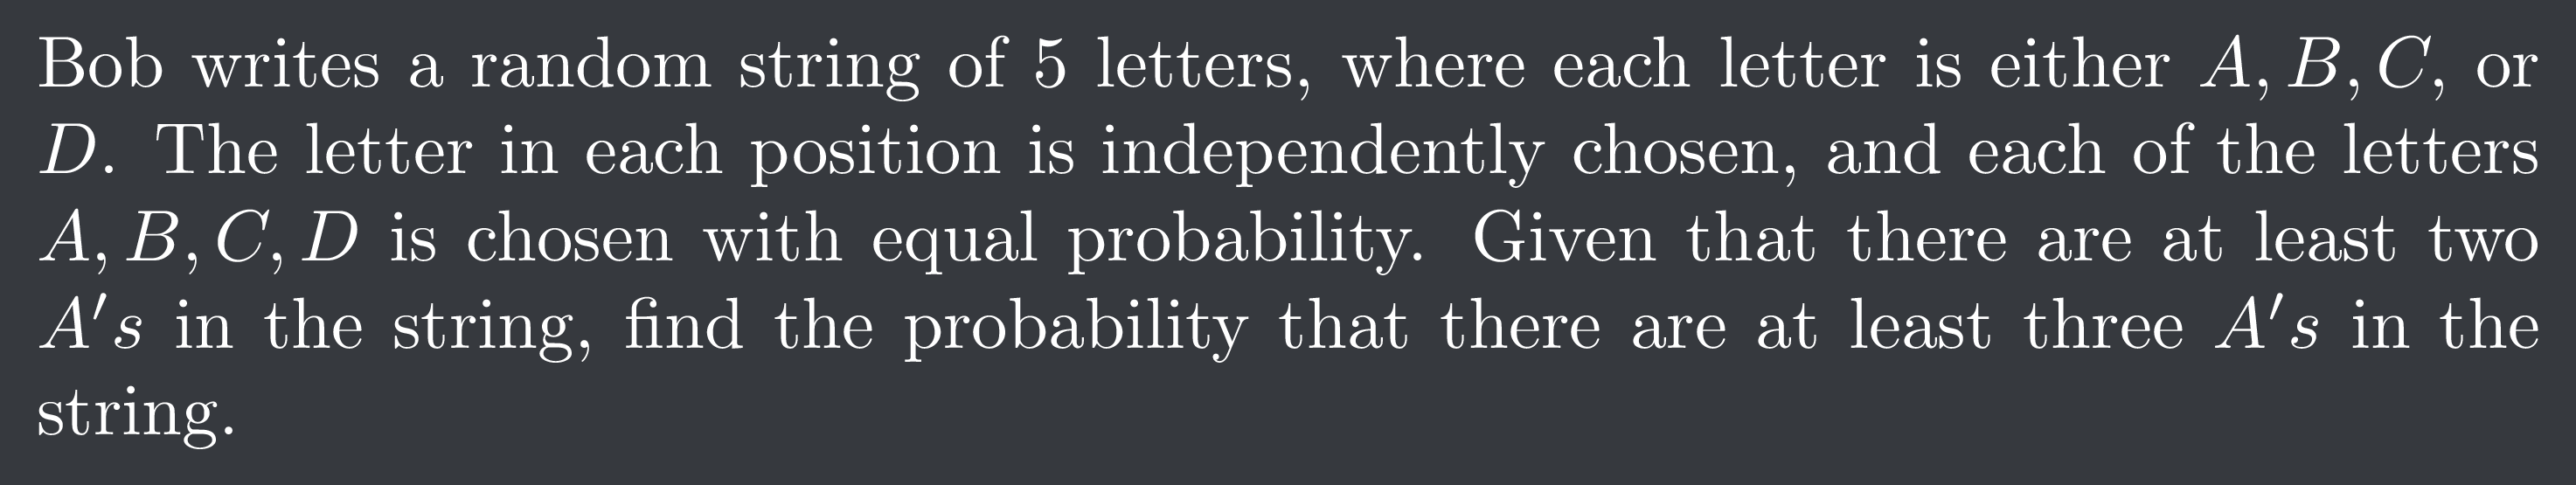 Bob writes a random string of 5 letters, where each letter is either A, B, C, or
D. The letter in each position is independently chosen, and each of the letters
A, B, C, D is chosen with equal probability. Given that there are at least two
A′s in the string, find the probability that there are at least three A′s in the
string.